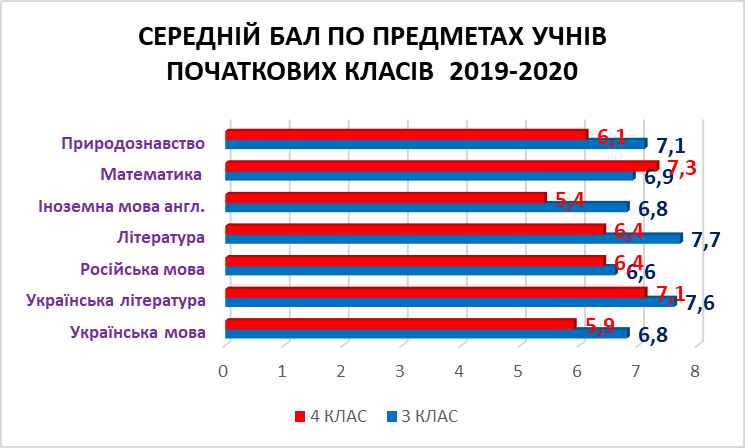 СЕРЕДНІЙ БАЛ ПО ПРЕДМЕТАХ УЧНІВ
ПОЧАТКОВИХ КЛАСІВ 2019-2020
Природознавство 6,1 7,1
Математика 7,3 6,9
Іноземна мова англ. 5,4 6,8
Література 6,4 7,7
Російська мова 6,4 6,6
Українська література 7,1 7,6
Українська мова 5,9 6,8
0 1 2 3 4 5 6 7 8
4 КЛАС 3 КЛАС